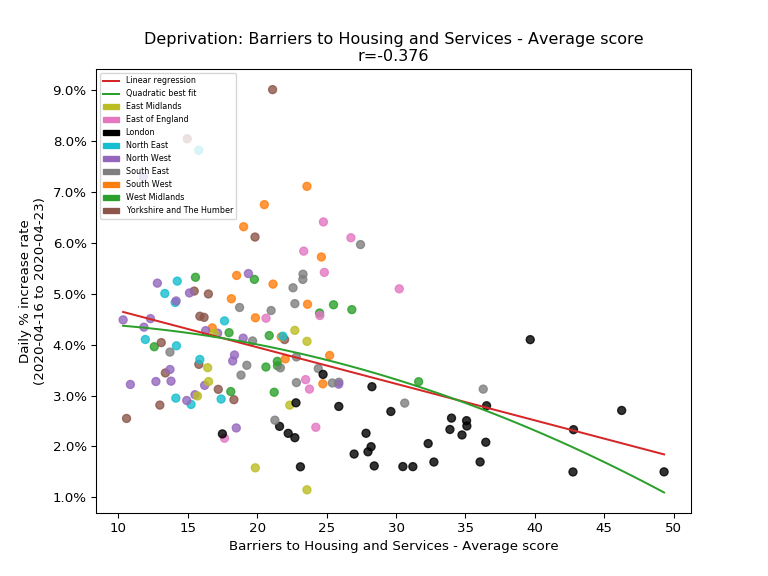 Deprivation: Barriers to Housing and Services - Average score
r=-0.376
Linear regression
Quadratic best fit
East Midlands
East of England
London
North East
North West
South East
South West
West Midlands
Yorkshire and The Humber
9.0%
8.0%
7.0%
6.0%
5.0%
4.0%
3.0%
2.0%
1.0%
Daily % increase rate
(2020-04-16 to 2020-04-23)
10 15 20 25 30 35 40 45 50
Barriers to Housing and Services - Average score